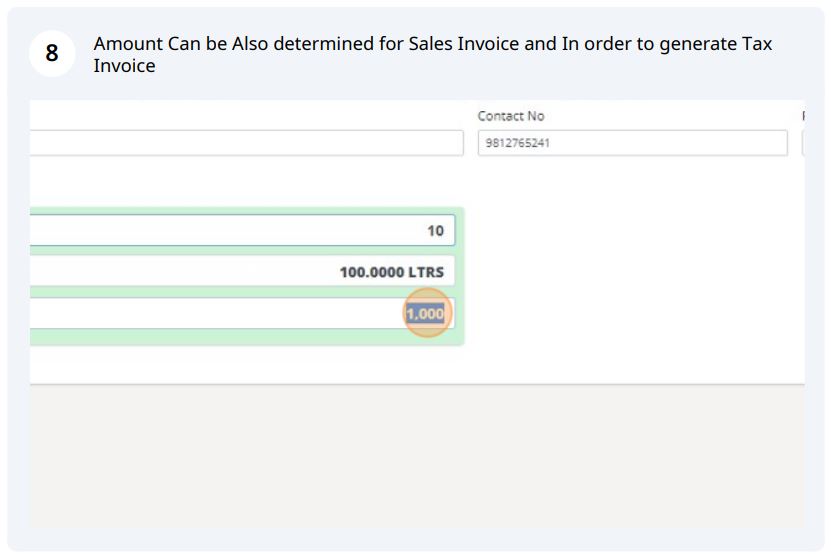 8
Amount Can be Also determined for Sales Invoice and In order to generate Tax
Invoice
Contact No
9812765241
10
100.0000 LTRS
1,000